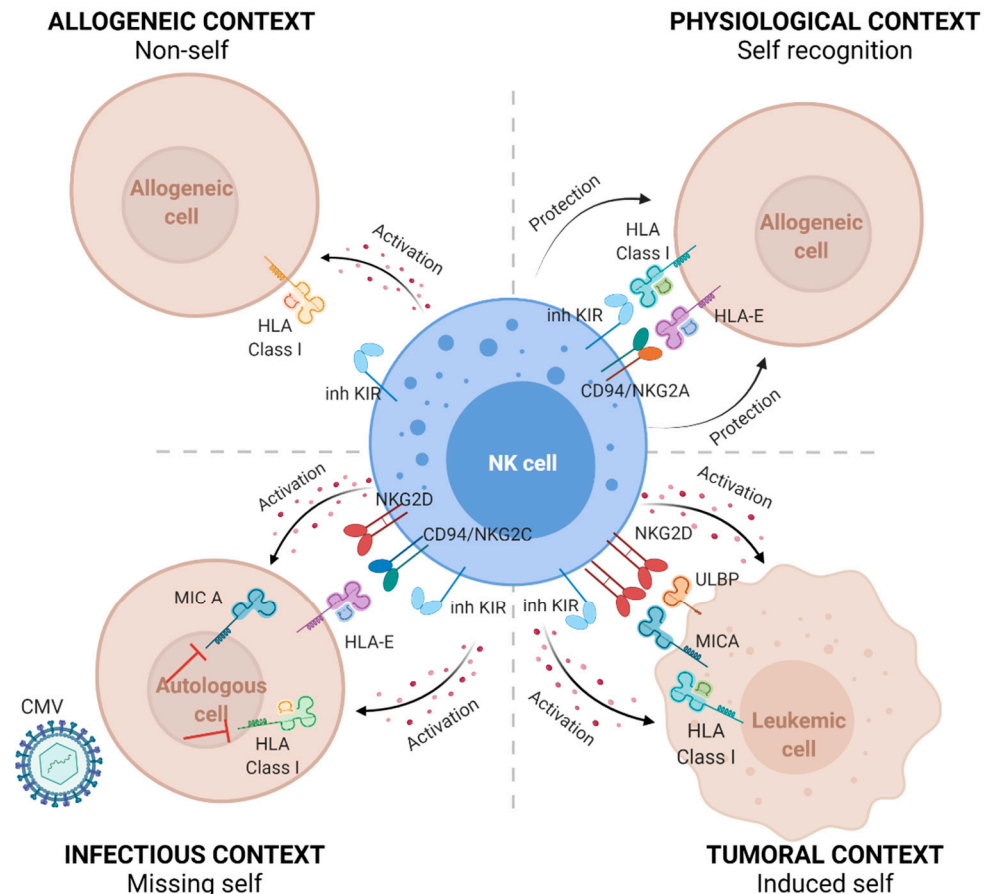 ALLOGENEIC CONTEXT
Non-self
PHYSIOLOGICAL CONTEXT
Self recognition
Allogeneic
cell
Activation
HLA
Class I
inh KIR
Protection
HLA
Class I
Allogeneic
cell
inh KIR
HLA-E
CD94/NKG2A
Protection
NK cell
Activation
NKG2D
CD94/NKG2C
MIC A
HLA-E
inh KIR
Autologous
cell
HLA
Class I
CMV
Activation
Activation
NKG2D
ULBP
inh KIR
MICA
HLA
Class I
Leukemic
cell
Activation
INFECTIOUS CONTEXT
Missing self
TUMORAL CONTEXT
Induced self